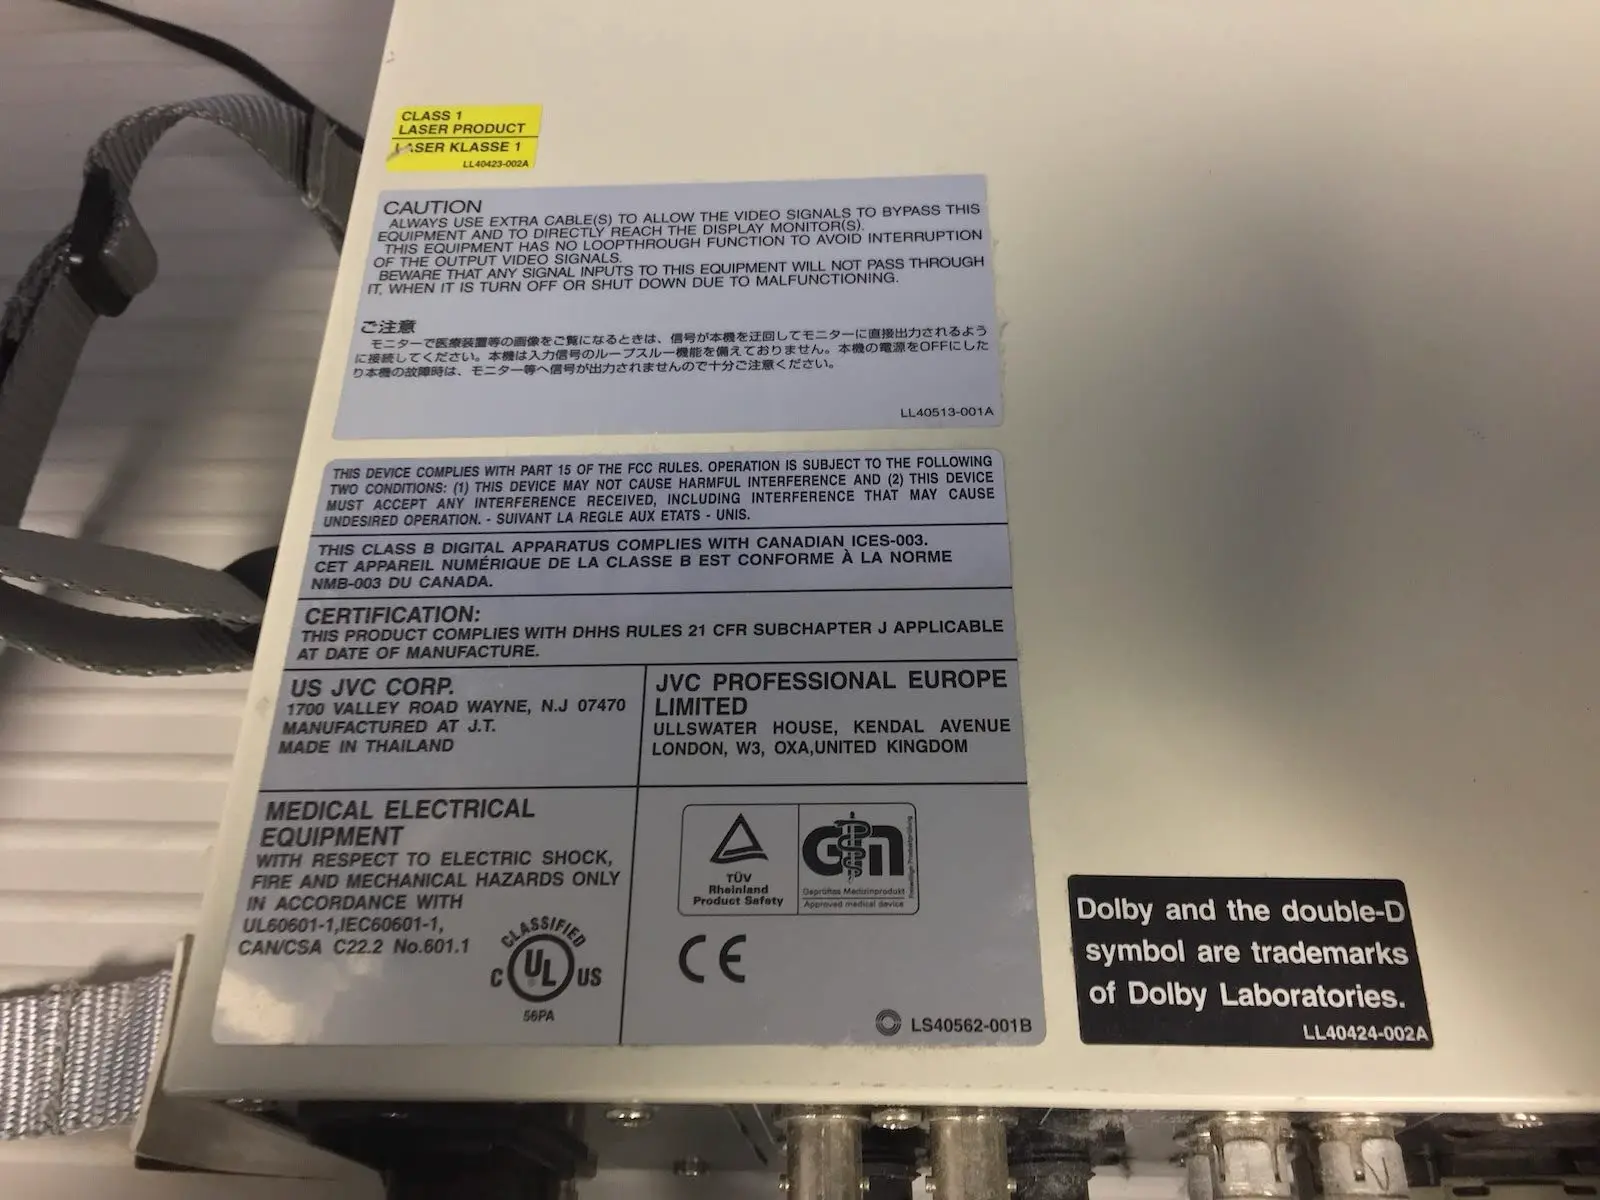 CLASS 1
LASER PRODUCT
LASER KLASSE 1
LL40423-002A
CAUTION
ALWAYS USE EXTRA CABLE(S) TO ALLOW THE VIDEO SIGNALS TO BYPASS THIS
EQUIPMENT AND TO DIRECTLY REACH THE DISPLAY MONITOR(S).
THIS EQUIPMENT HAS NO LOOPTHROUGH FUNCTION TO AVOID INTERRUPTION
OF THE OUTPUT VIDEO SIGNALS.
BEWARE THAT ANY SIGNAL INPUTS TO THIS EQUIPMENT WILL NOT PASS THROUGH
IT, WHEN IT IS TURN OFF OR SHUT DOWN DUE TO MALFUNCTIONING.
ご注意
モニターで医療装置等の画像をご覧になるときは、信号が本機を迂回してモニターに直接出力されるよう
に接続してください。本機は入力信号のループスルー機能を備えておりません。本機の電源をOFFにした
り本機の故障時は、モニター等へ信号が出力されませんので十分ご注意ください。
LL40513-001A
THIS DEVICE COMPLIES WITH PART 15 OF THE FCC RULES. OPERATION IS SUBJECT TO THE FOLLOWING
TWO CONDITIONS: (1) THIS DEVICE MAY NOT CAUSE HARMFUL INTERFERENCE AND (2) THIS DEVICE
MUST ACCEPT ANY INTERFERENCE RECEIVED, INCLUDING INTERFERENCE THAT MAY CAUSE
UNDESIRED OPERATION. - SUIVANT LA REGLE AUX ETATS - UNIS.
THIS CLASS B DIGITAL APPARATUS COMPLIES WITH CANADIAN ICES-003.
CET APPAREIL NUMÉRIQUE DE LA CLASSE B EST CONFORME À LA NORME
NMB-003 DU CANADA.
CERTIFICATION:
THIS PRODUCT COMPLIES WITH DHHS RULES 21 CFR SUBCHAPTER J APPLICABLE
AT DATE OF MANUFACTURE.
US JVC CORP.
1700 VALLEY ROAD WAYNE, N.J 07470
MANUFACTURED AT J.T.
MADE IN THAILAND
JVC PROFESSIONAL EUROPE
LIMITED
ULLSWATER HOUSE, KENDAL AVENUE
LONDON, W3, OXA,UNITED KINGDOM
MEDICAL ELECTRICAL
EQUIPMENT
WITH RESPECT TO ELECTRIC SHOCK,
FIRE AND MECHANICAL HAZARDS ONLY
IN ACCORDANCE WITH
UL60601-1,IEC60601-1,
CAN/CSA C22.2 No.601.1
CLASSIFIED
C UL US
56PA
TÜV
Rheinland
Product Safety
Gm
Geprüftes Medizinprodukt
Approved medical device
freiwillige Produktprüfung
CE
LS40562-001B
Dolby and the double-D
symbol are trademarks
of Dolby Laboratories.
LL40424-002A